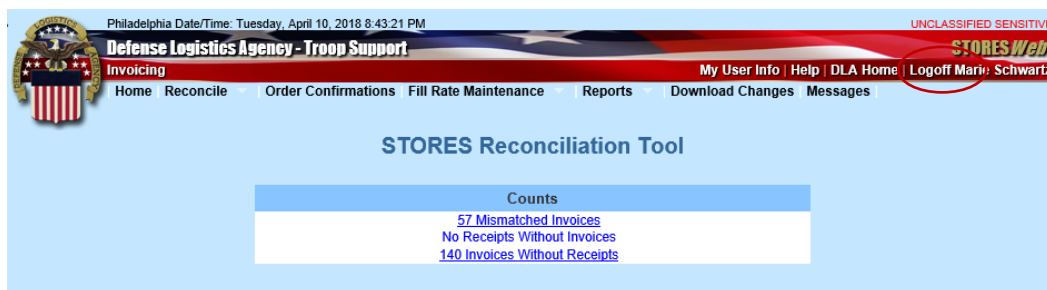 Philadelphia Date/Time: Tuesday, April 10, 2018 8:43:21 PM UNCLASSIFIED SENSITIVE
Defense Logistics Agency - Troop Support STORES Web
Invoicing My User Info | Help | DLA Home | Logoff Marie Schwartz
Home | Reconcile | Order Confirmations | Fill Rate Maintenance | Reports | Download Changes | Messages |
STORES Reconciliation Tool
Counts
57 Mismatched Invoices
No Receipts Without Invoices
140 Invoices Without Receipts